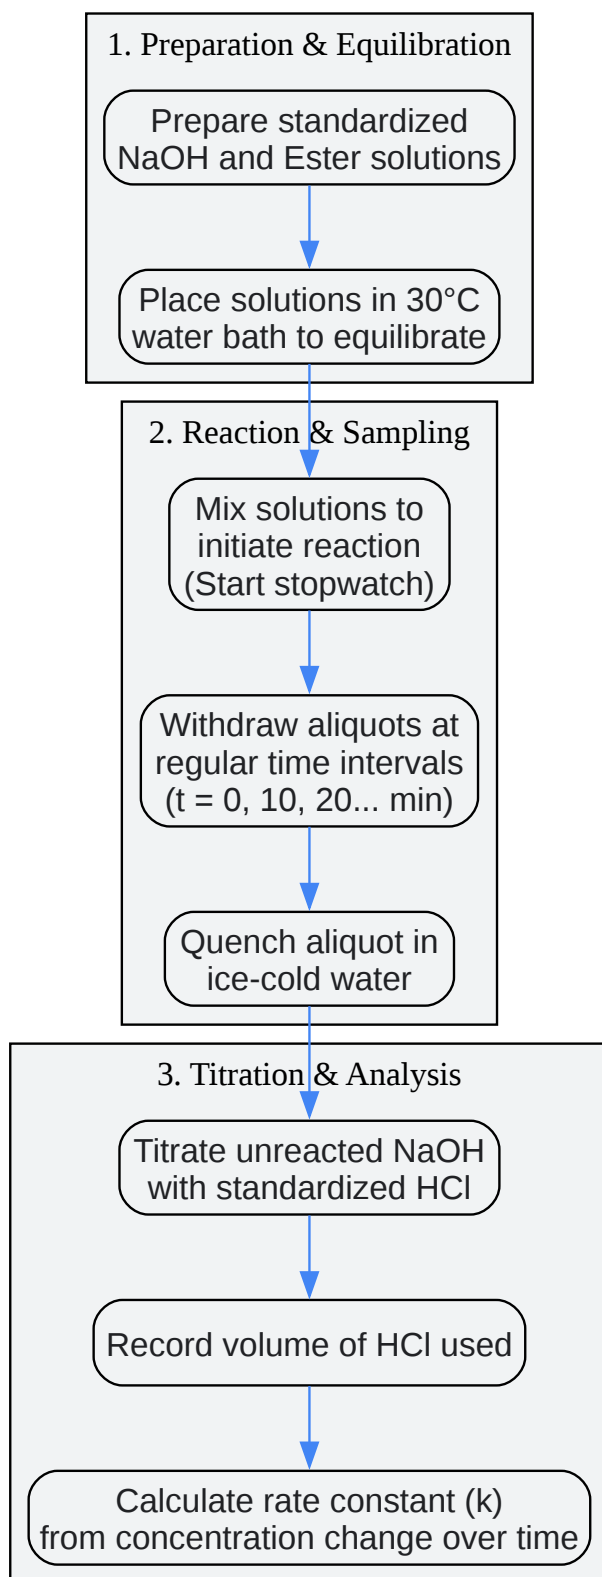 1. Preparation & Equilibration
Prepare standardized
NaOH and Ester solutions
Place solutions in 30°C
water bath to equilibrate
2. Reaction & Sampling
Mix solutions to
initiate reaction
(Start stopwatch)
Withdraw aliquots at
regular time intervals
(t = 0, 10, 20... min)
Quench aliquot in
ice-cold water
3. Titration & Analysis
Titrate unreacted NaOH
with standardized HCl
Record volume of HCl used
Calculate rate constant (k)
from concentration change over time